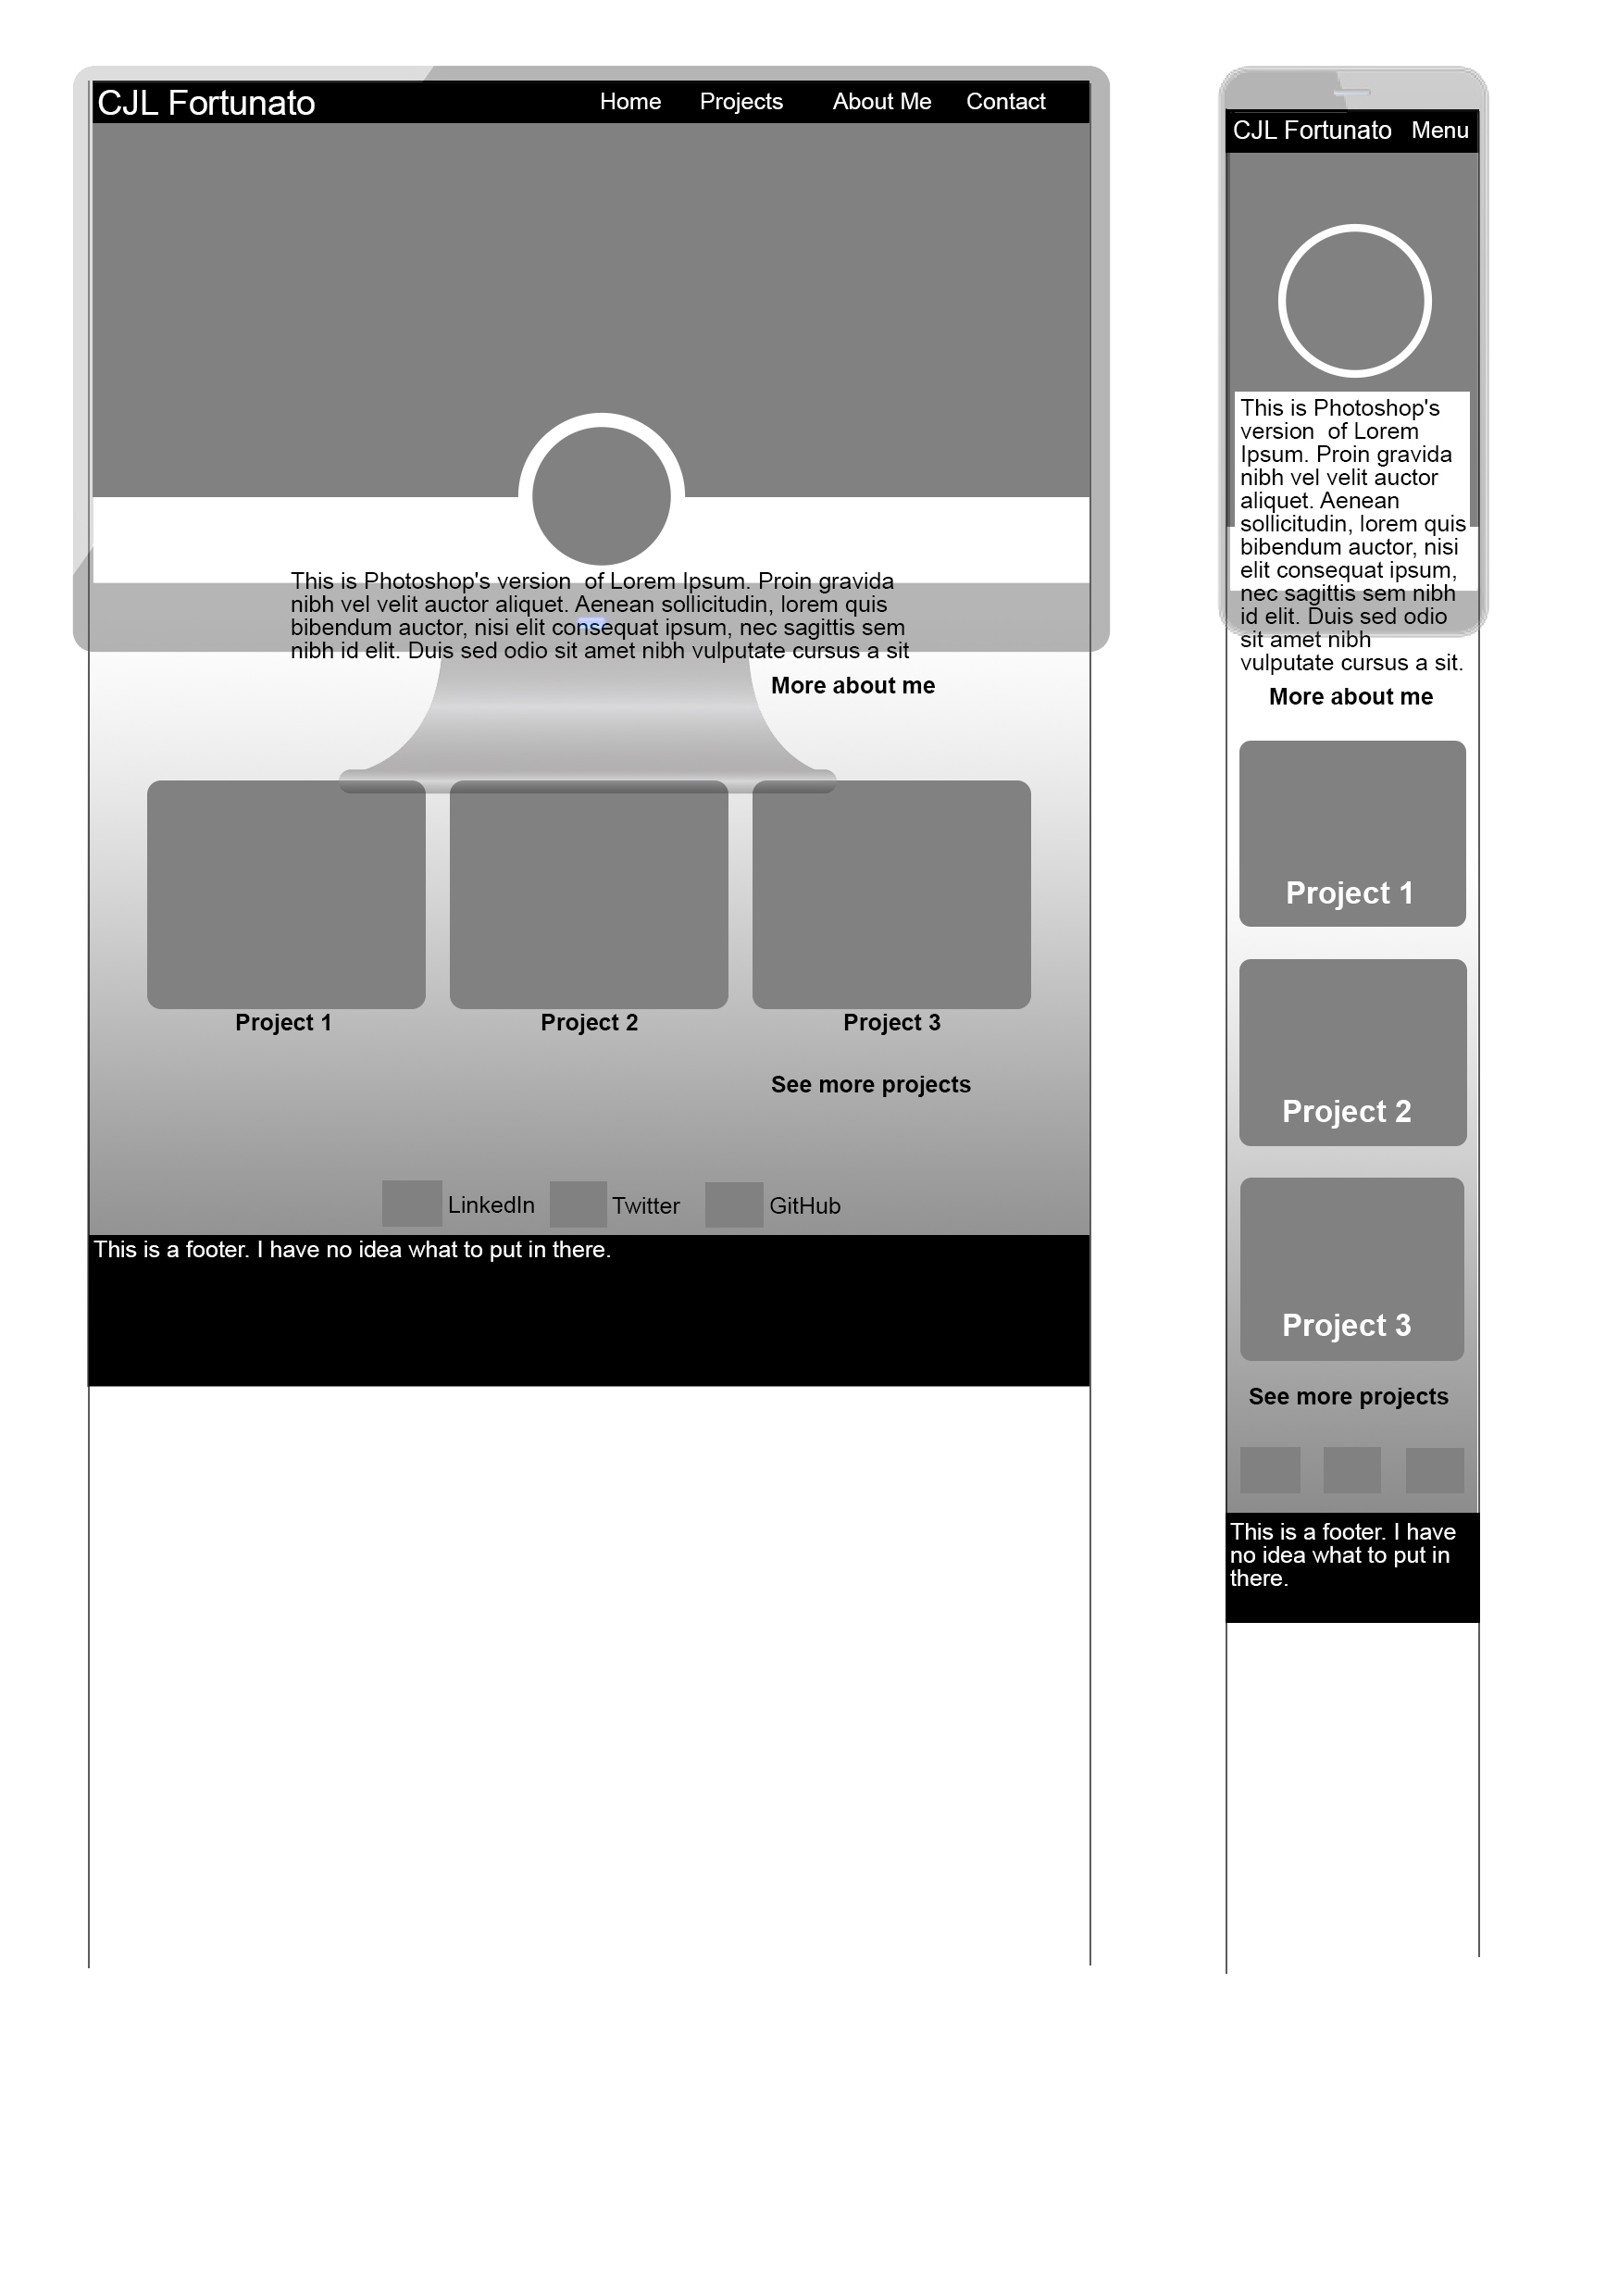 CJL Fortunato
Home Projects About Me Contact
This is Photoshop's version  of Lorem Ipsum. Proin gravida
nibh vel velit auctor aliquet. Aenean sollicitudin, lorem quis
bibendum auctor, nisi elit consequat ipsum, nec sagittis sem
nibh id elit. Duis sed odio sit amet nibh vulputate cursus a sit
More about me
Project 1 Project 2 Project 3
See more projects
LinkedIn Twitter GitHub
This is a footer. I have no idea what to put in there.
CJL Fortunato Menu
This is Photoshop's
version  of Lorem
Ipsum. Proin gravida
nibh vel velit auctor
aliquet. Aenean
sollicitudin, lorem quis
bibendum auctor, nisi
elit consequat ipsum,
nec sagittis sem nibh
id elit. Duis sed odio
sit amet nibh
vulputate cursus a sit.
More about me
Project 1
Project 2
Project 3
See more projects
This is a footer. I have
no idea what to put in
there.